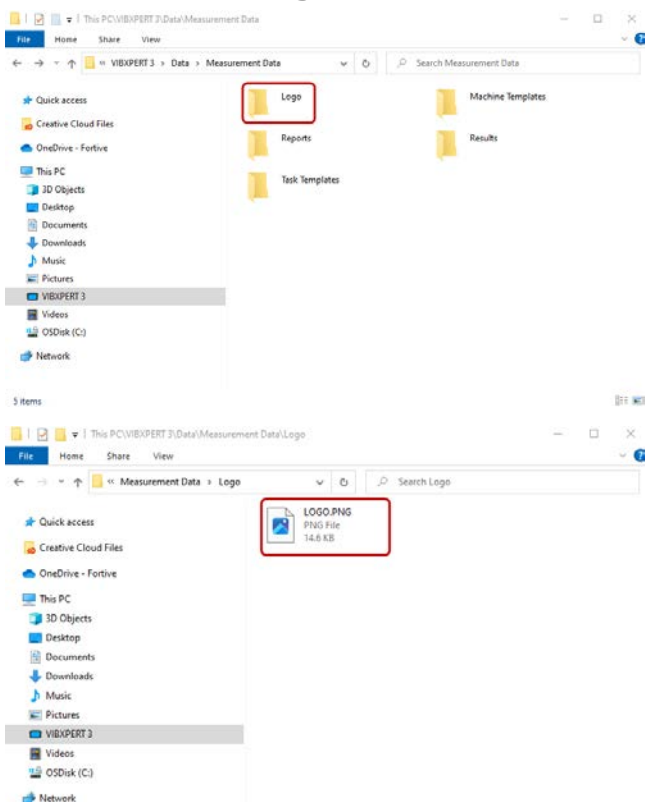 This PC\VIBXPERT 3\Data\Measurement Data
File Home Share View
VIBXPERT 3 > Data > Measurement Data
Search Measurement Data
Quick access
Creative Cloud Files
OneDrive - Fortive
This PC
3D Objects
Desktop
Documents
Downloads
Music
Pictures
VIBXPERT 3
Videos
OSDisk (C:)
Network
Logo
Machine Templates
Reports
Results
Task Templates
5 items
This PC\VIBXPERT 3\Data\Measurement Data\Logo
File Home Share View
Measurement Data > Logo
Search Logo
Quick access
Creative Cloud Files
OneDrive - Fortive
This PC
3D Objects
Desktop
Documents
Downloads
Music
Pictures
VIBXPERT 3
Videos
OSDisk (C:)
Network
LOGO.PNG
PNG File
14.6 KB